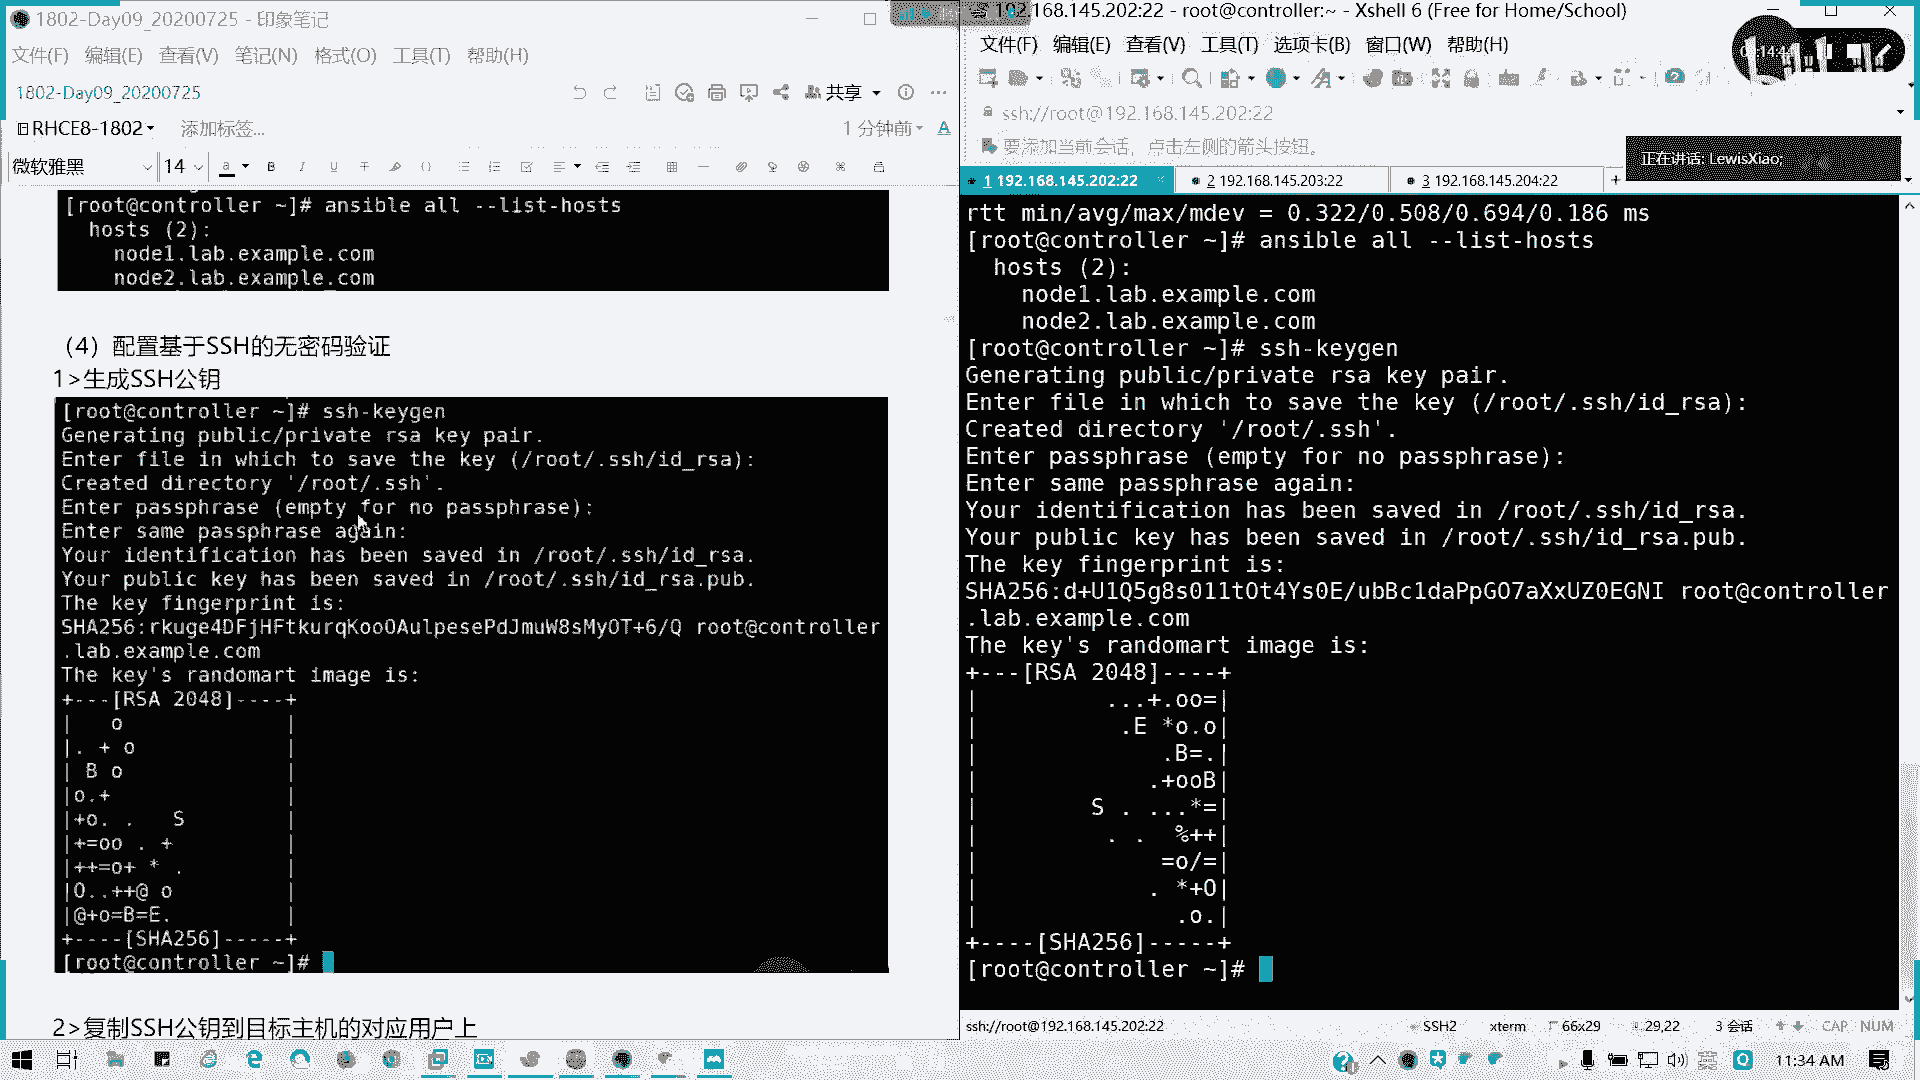 1802-Day09_20200725 - 印象笔记
文件(F) 编辑(E) 查看(V) 笔记(N) 格式(O) 工具(T) 帮助(H)
1802-Day09_20200725
共享
RHCE8-1802
添加标签...
1 分钟前
微软雅黑
14
[root@controller ~]# ansible all --list-hosts
  hosts (2):
    node1.lab.example.com
    node2.lab.example.com
（4）配置基于SSH的无密码验证
1>生成SSH公钥
[root@controller ~]# ssh-keygen
Generating public/private rsa key pair.
Enter file in which to save the key (/root/.ssh/id_rsa):
Created directory '/root/.ssh'.
Enter passphrase (empty for no passphrase):
Enter same passphrase again:
Your identification has been saved in /root/.ssh/id_rsa.
Your public key has been saved in /root/.ssh/id_rsa.pub.
The key fingerprint is:
SHA256:rkuge4DFjHFtkurqKooOAulpesePdJmuW8sMyOT+6/Q root@controller
.lab.example.com
The key's randomart image is:
+---[RSA 2048]----+
|   o             |
|. + o            |
| B o             |
|o.+              |
|+o. .   S        |
|+=oo . +         |
|++=o+ * .        |
|O..++@ o         |
|@+o=B=E.         |
+----[SHA256]-----+
[root@controller ~]#
2>复制SSH公钥到目标主机的对应用户上
192.168.145.202:22 - root@controller:~ - Xshell 6 (Free for Home/School)
文件(F) 编辑(E) 查看(V) 工具(T) 选项卡(B) 窗口(W) 帮助(H)
ssh://root@192.168.145.202:22
要添加当前会话，点击左侧的箭头按钮。
正在讲话: LewisXiao;
1 192.168.145.202:22
2 192.168.145.203:22
3 192.168.145.204:22
rtt min/avg/max/mdev = 0.322/0.508/0.694/0.186 ms
[root@controller ~]# ansible all --list-hosts
  hosts (2):
    node1.lab.example.com
    node2.lab.example.com
[root@controller ~]# ssh-keygen
Generating public/private rsa key pair.
Enter file in which to save the key (/root/.ssh/id_rsa):
Created directory '/root/.ssh'.
Enter passphrase (empty for no passphrase):
Enter same passphrase again:
Your identification has been saved in /root/.ssh/id_rsa.
Your public key has been saved in /root/.ssh/id_rsa.pub.
The key fingerprint is:
SHA256:d+U1Q5g8s011tOt4Ys0E/ubBc1daPpGO7aXxUZ0EGNI root@controller
.lab.example.com
The key's randomart image is:
+---[RSA 2048]----+
|         ...+.oo=|
|          .E *o.o|
|             .B=.|
|            .+ooB|
|        S . ...*=|
|         . .  %++|
|             =o/=|
|            . *+O|
|              .o.|
+----[SHA256]-----+
[root@controller ~]#
ssh://root@192.168.145.202:22
SSH2
xterm
66x29
29,22
3 会话
CAP NUM
11:34 AM